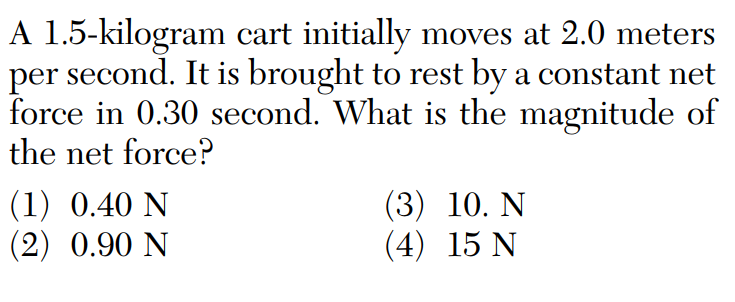 A 1.5-kilogram cart initially moves at 2.0 meters
per second. It is brought to rest by a constant net
force in 0.30 second. What is the magnitude of
the net force?
(1) 0.40 N (3) 10. N
(2) 0.90 N (4) 15 N